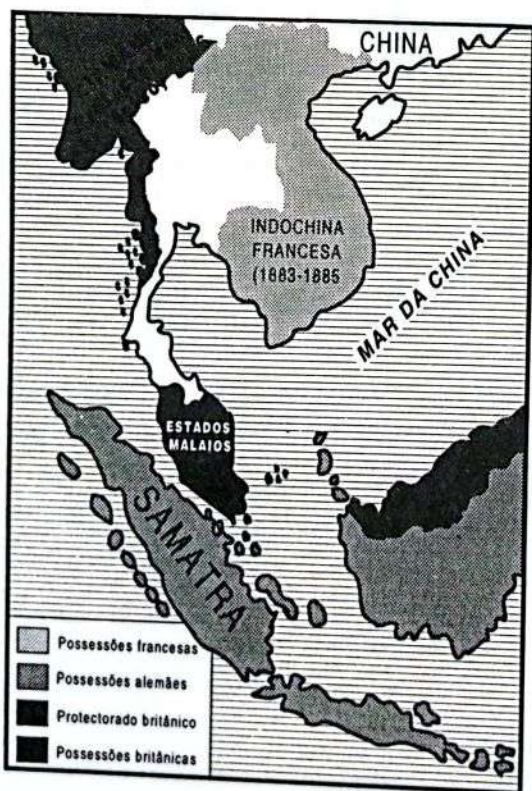 CHINA
INDOCHINA
FRANCESA
(1883-1885
MAR DA CHINA
ESTADOS
MALAIOS
SAMATRA
Possessões francesas
Possessões alemães
Protectorado britânico
Possessões britânicas